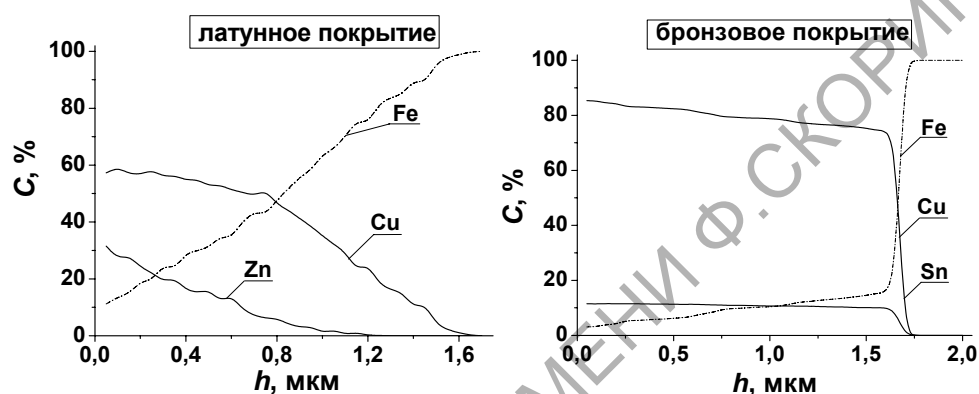 латунное покрытие
100
80
60
40
20
0
C, %
Fe
Cu
Zn
0,0 0,4 0,8 1,2 1,6
h, мкм
бронзовое покрытие
100
80
60
40
20
0
C, %
Fe
Cu
Sn
0,0 0,5 1,0 1,5 2,0
h, мкм
МЕНИ Ф.СКОРИ